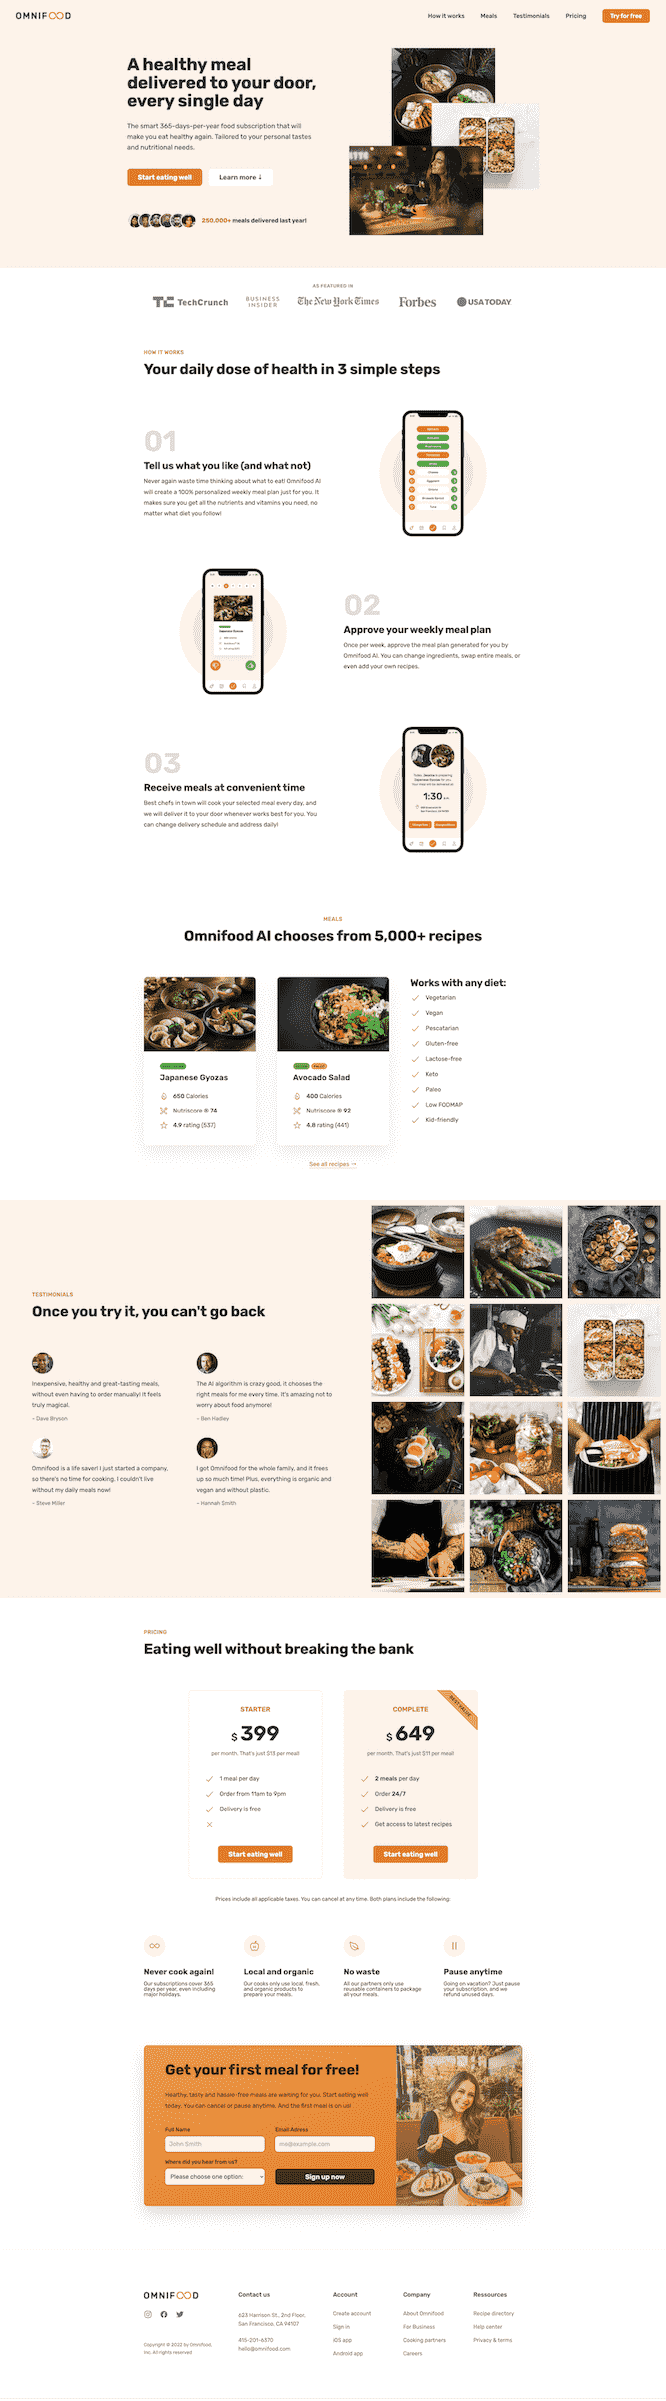 OMNIFOOD
How it works
Meals
Testimonials
Pricing
Try for free
A healthy meal
delivered to your door,
every single day
The smart 365-days-per-year food subscription that will
make you eat healthy again. Tailored to your personal tastes
and nutritional needs.
Start eating well
Learn more ↓
250.000+ meals delivered last year!
AS FEATURED IN
TechCrunch
BUSINESS
INSIDER
The New York Times
Forbes
USA TODAY
HOW IT WORKS
Your daily dose of health in 3 simple steps
01
Tell us what you like (and what not)
Never again waste time thinking about what to eat! Omnifood AI
will create a 100% personalized weekly meal plan just for you. It
makes sure you get all the nutrients and vitamins you need, no
matter what diet you follow!
02
Approve your weekly meal plan
Once per week, approve the meal plan generated for you by
Omnifood AI. You can change ingredients, swap entire meals, or
even add your own recipes.
03
Receive meals at convenient time
Best chefs in town will cook your selected meal every day, and
we will deliver it to your door whenever works best for you. You
can change delivery schedule and address daily!
1:30
MEALS
Omnifood AI chooses from 5,000+ recipes
Japanese Gyozas
650 Calories
Nutriscore ® 74
4.9 rating (537)
Avocado Salad
400 Calories
Nutriscore ® 92
4.8 rating (441)
Works with any diet:
Vegetarian
Vegan
Pescatarian
Gluten-free
Lactose-free
Keto
Paleo
Low FODMAP
Kid-friendly
See all recipes →
TESTIMONIALS
Once you try it, you can't go back
Inexpensive, healthy and great-tasting meals,
without even having to order manually! It feels
truly magical.
– Dave Bryson
The AI algorithm is crazy good, it chooses the
right meals for me every time. It's amazing not to
worry about food anymore!
– Ben Hadley
Omnifood is a life saver! I just started a company,
so there's no time for cooking. I couldn't live
without my daily meals now!
– Steve Miller
I got Omnifood for the whole family, and it frees
up so much time! Plus, everything is organic and
vegan and without plastic.
– Hannah Smith
PRICING
Eating well without breaking the bank
STARTER
$ 399
per month. That's just $13 per meal!
1 meal per day
Order from 11am to 9pm
Delivery is free
Start eating well
BEST VALUE
COMPLETE
$ 649
per month. That's just $11 per meal!
2 meals per day
Order 24/7
Delivery is free
Get access to latest recipes
Start eating well
Prices include all applicable taxes. You can cancel at any time. Both plans include the following:
Never cook again!
Our subscriptions cover 365
days per year, even including
major holidays.
Local and organic
Our cooks only use local, fresh,
and organic products to
prepare your meals.
No waste
All our partners only use
reusable containers to package
all your meals.
Pause anytime
Going on vacation? Just pause
your subscription, and we
refund unused days.
Get your first meal for free!
Healthy, tasty and hassle-free meals are waiting for you. Start eating well
today. You can cancel or pause anytime. And the first meal is on us!
Full Name
John Smith
Email Adress
me@example.com
Where did you hear from us?
Please choose one option:
Sign up now
OMNIFOOD
Copyright © 2022 by Omnifood,
Inc. All rights reserved
Contact us
623 Harrison St., 2nd Floor,
San Francisco, CA 94107
415-201-6370
hello@omnifood.com
Account
Create account
Sign in
iOS app
Android app
Company
About Omnifood
For Business
Cooking partners
Careers
Ressources
Recipe directory
Help center
Privacy & terms